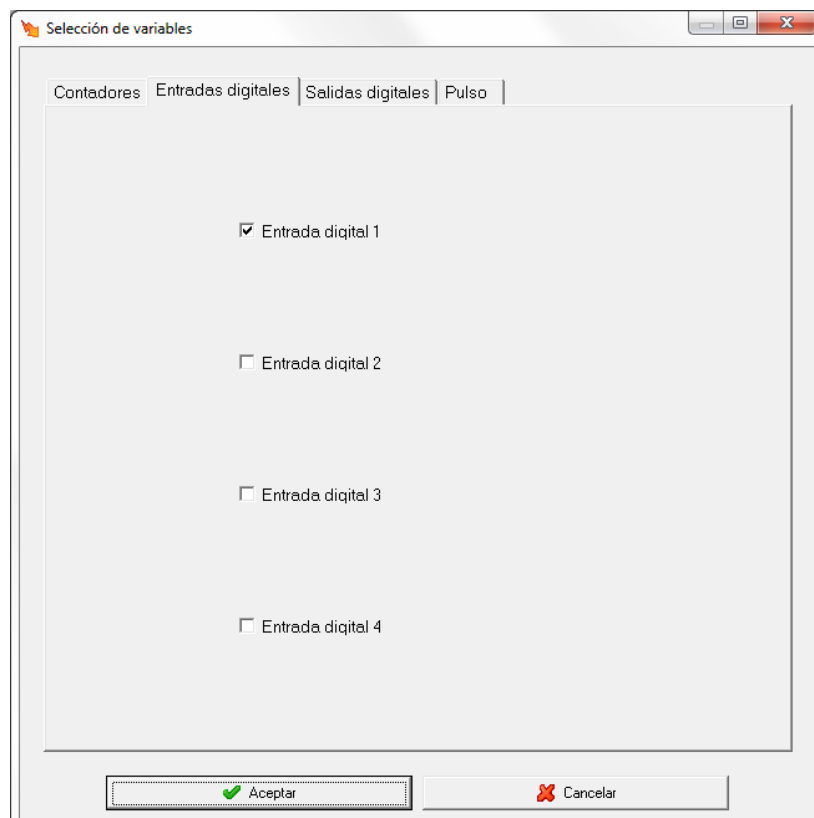 Selección de variables
Contadores Entradas digitales Salidas digitales Pulso
Entrada digital 1
Entrada digital 2
Entrada digital 3
Entrada digital 4
Aceptar Cancelar